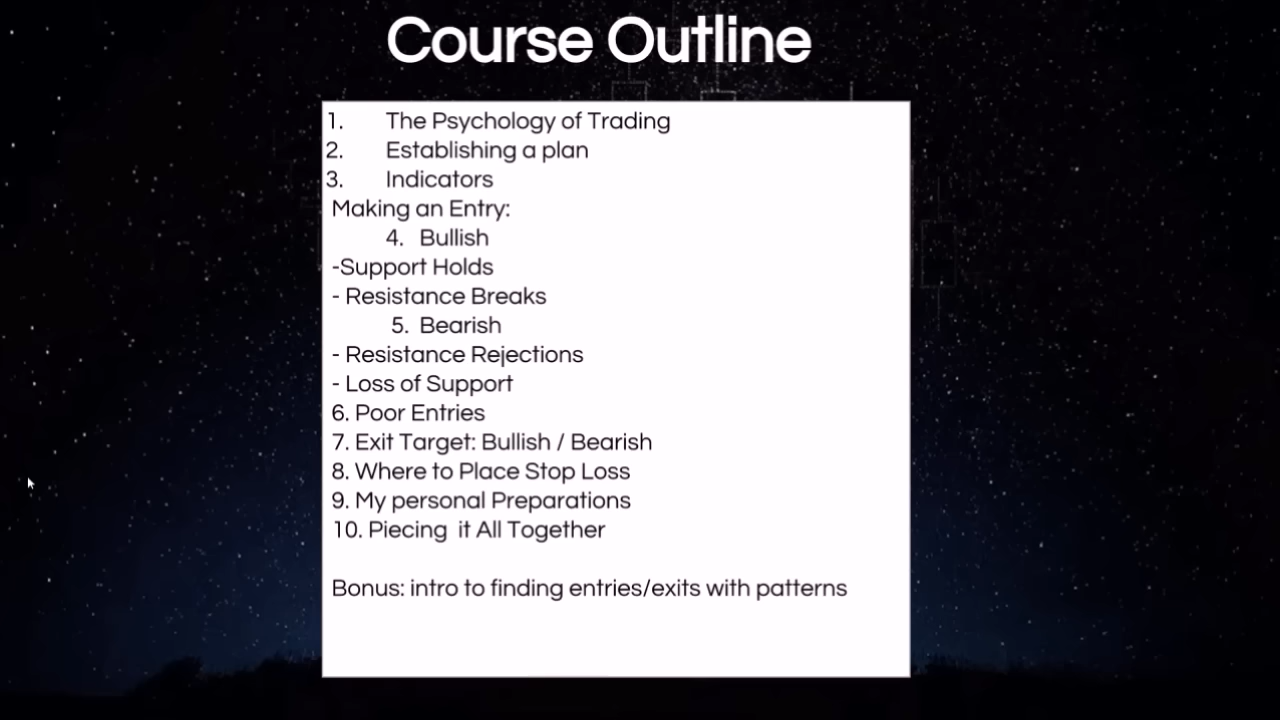 Course Outline
1. The Psychology of Trading
2. Establishing a plan
3. Indicators
Making an Entry:
4. Bullish
-Support Holds
- Resistance Breaks
5. Bearish
- Resistance Rejections
- Loss of Support
6. Poor Entries
7. Exit Target: Bullish / Bearish
8. Where to Place Stop Loss
9. My personal Preparations
10. Piecing  it All Together
Bonus: intro to finding entries/exits with patterns